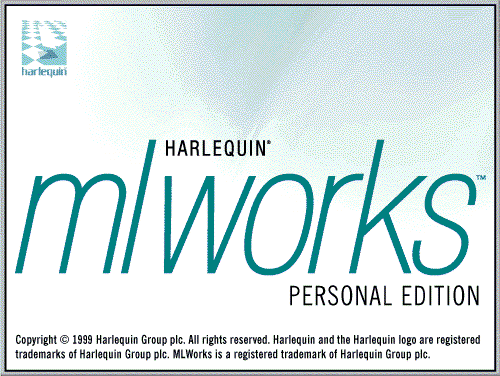 harlequin
HARLEQUIN®
mlworks™
PERSONAL EDITION
Copyright © 1999 Harlequin Group plc. All rights reserved. Harlequin and the Harlequin logo are registered
trademarks of Harlequin Group plc. MLWorks is a registered trademark of Harlequin Group plc.